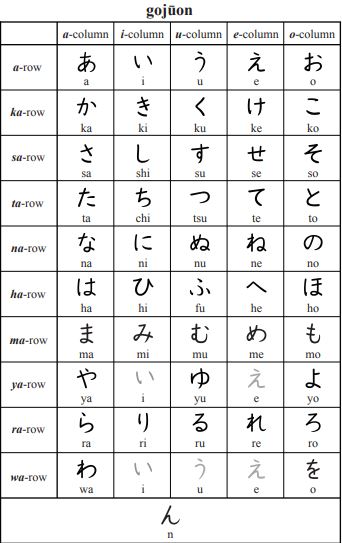 gojūon
a-column i-column u-column e-column o-column
a-row あ い う え お
a i u e o
ka-row か き く け こ
ka ki ku ke ko
sa-row さ し す せ そ
sa shi su se so
ta-row た ち つ て と
ta chi tsu te to
na-row な に ぬ ね の
na ni nu ne no
ha-row は ひ ふ へ ほ
ha hi fu he ho
ma-row ま み む め も
ma mi mu me mo
ya-row や い ゆ え よ
ya i yu e yo
ra-row ら り る れ ろ
ra ri ru re ro
wa-row わ い う え を
wa i u e o
ん
n